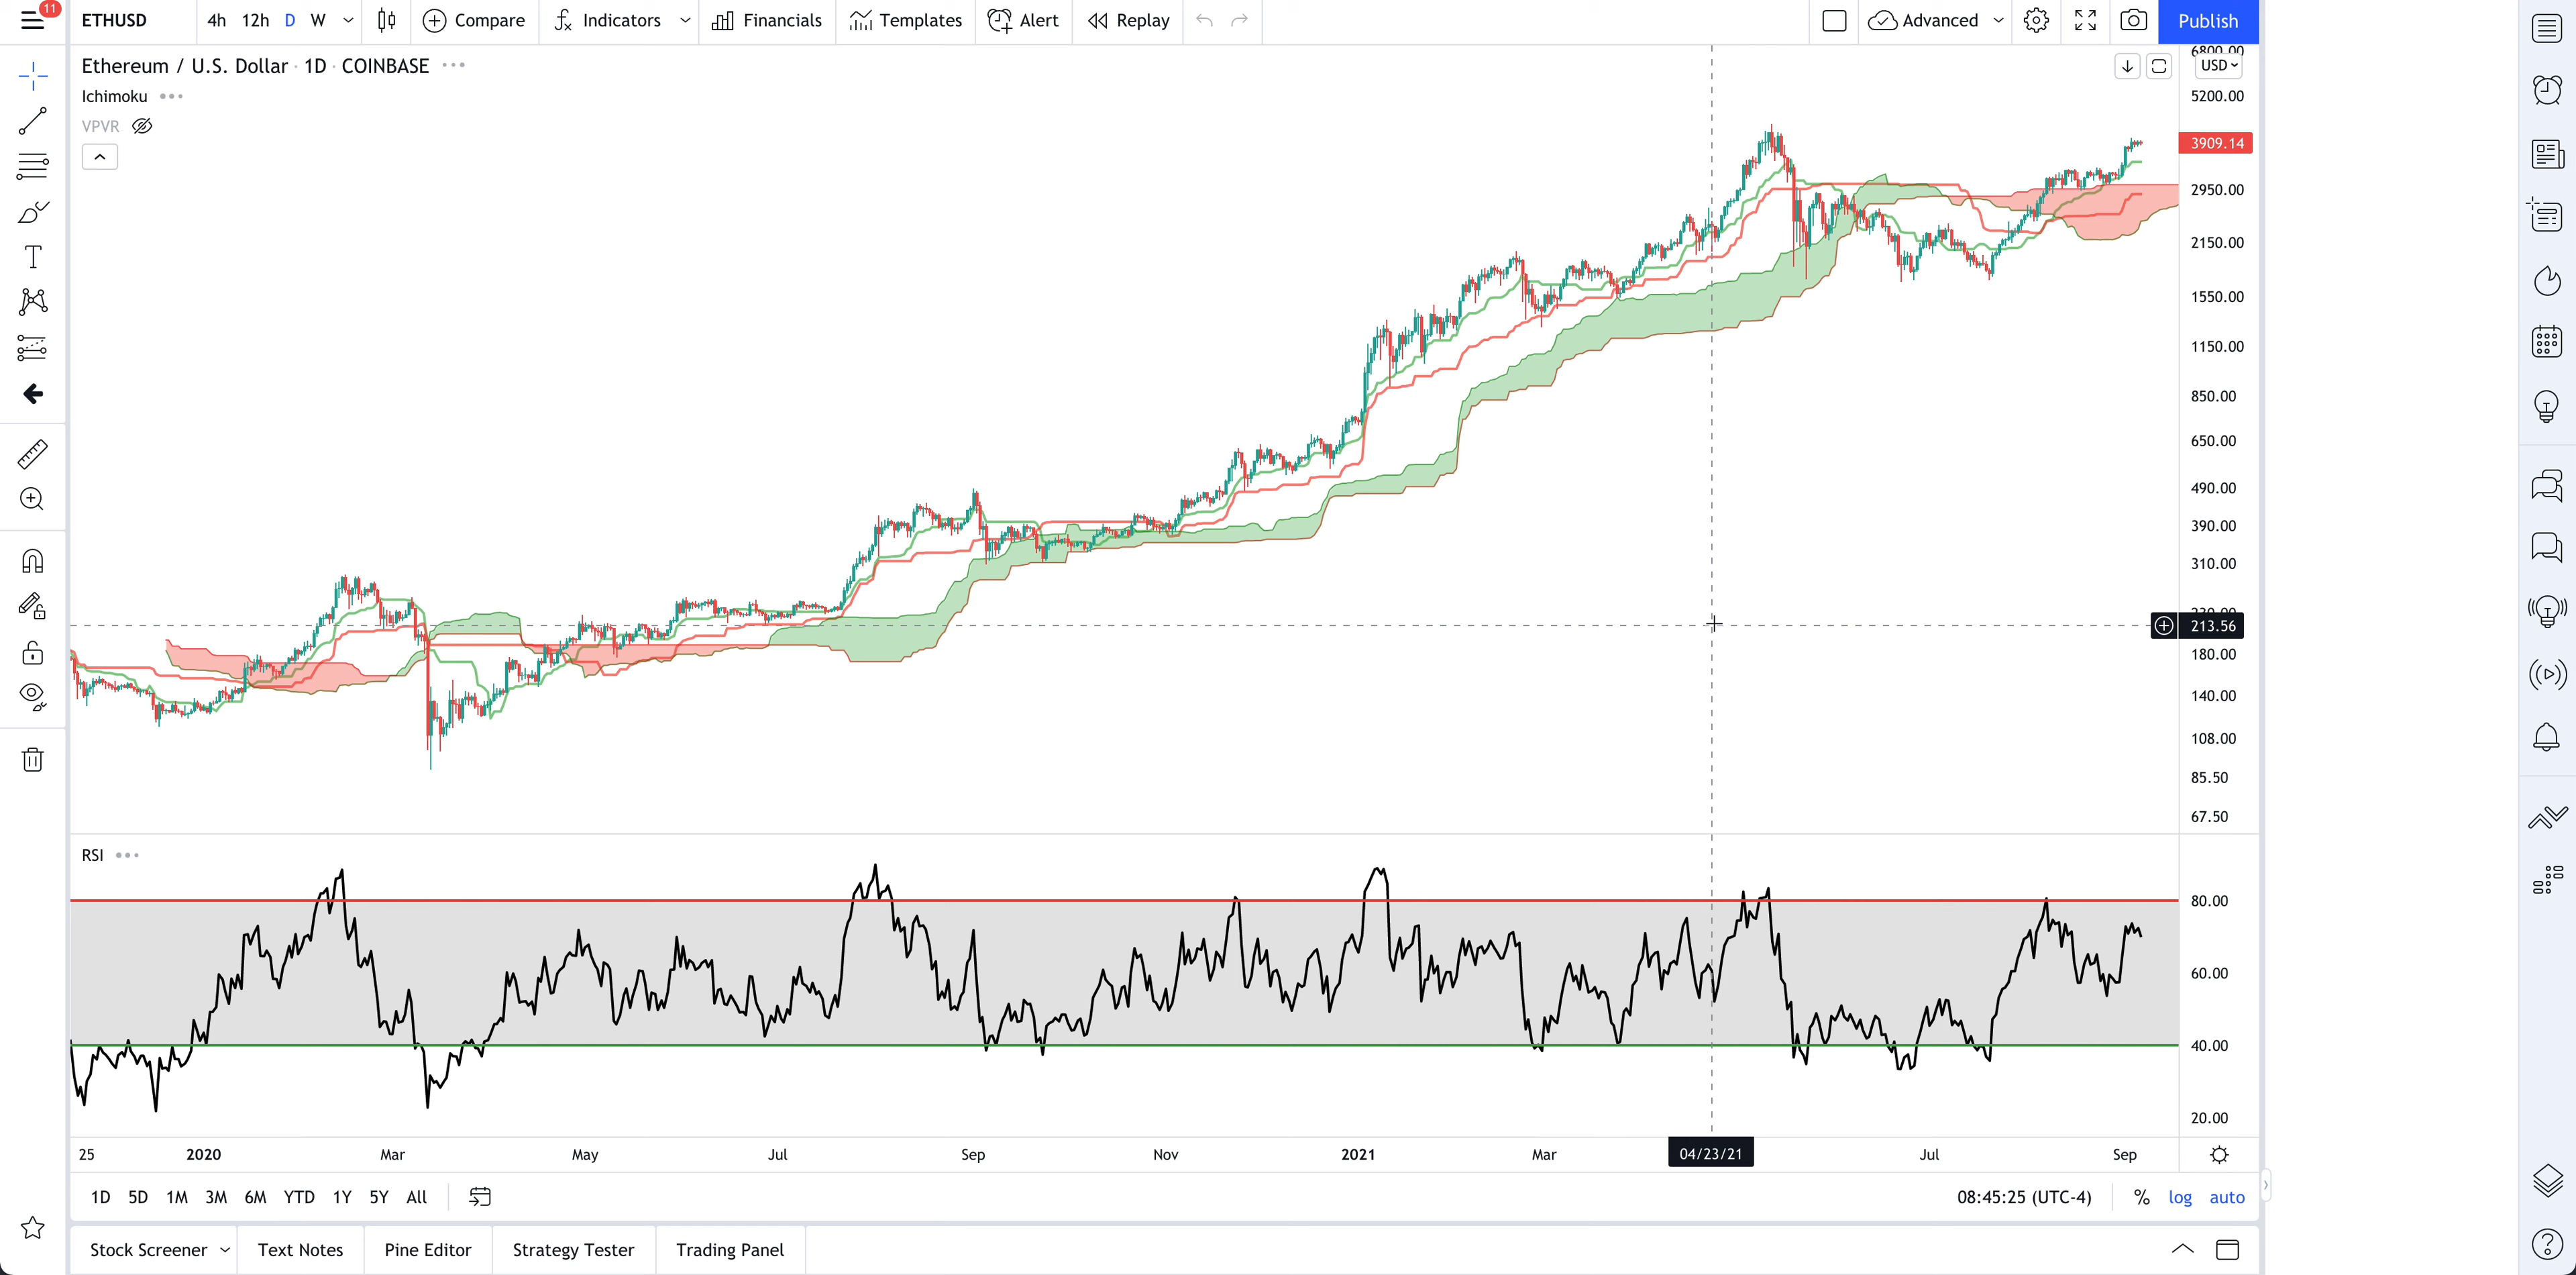 11
ETHUSD 4h 12h D W Compare Indicators Financials Templates Alert Replay Advanced Publish
Ethereum / U.S. Dollar · 1D · COINBASE
Ichimoku
VPVR
USD
6800.00
5200.00
3909.14
2950.00
2150.00
1550.00
1150.00
850.00
650.00
490.00
390.00
310.00
230.00
213.56
180.00
140.00
108.00
85.50
67.50
RSI
80.00
60.00
40.00
20.00
25 2020 Mar May Jul Sep Nov 2021 Mar 04/23/21 Jul Sep
1D 5D 1M 3M 6M YTD 1Y 5Y All 08:45:25 (UTC-4) % log auto
Stock Screener Text Notes Pine Editor Strategy Tester Trading Panel